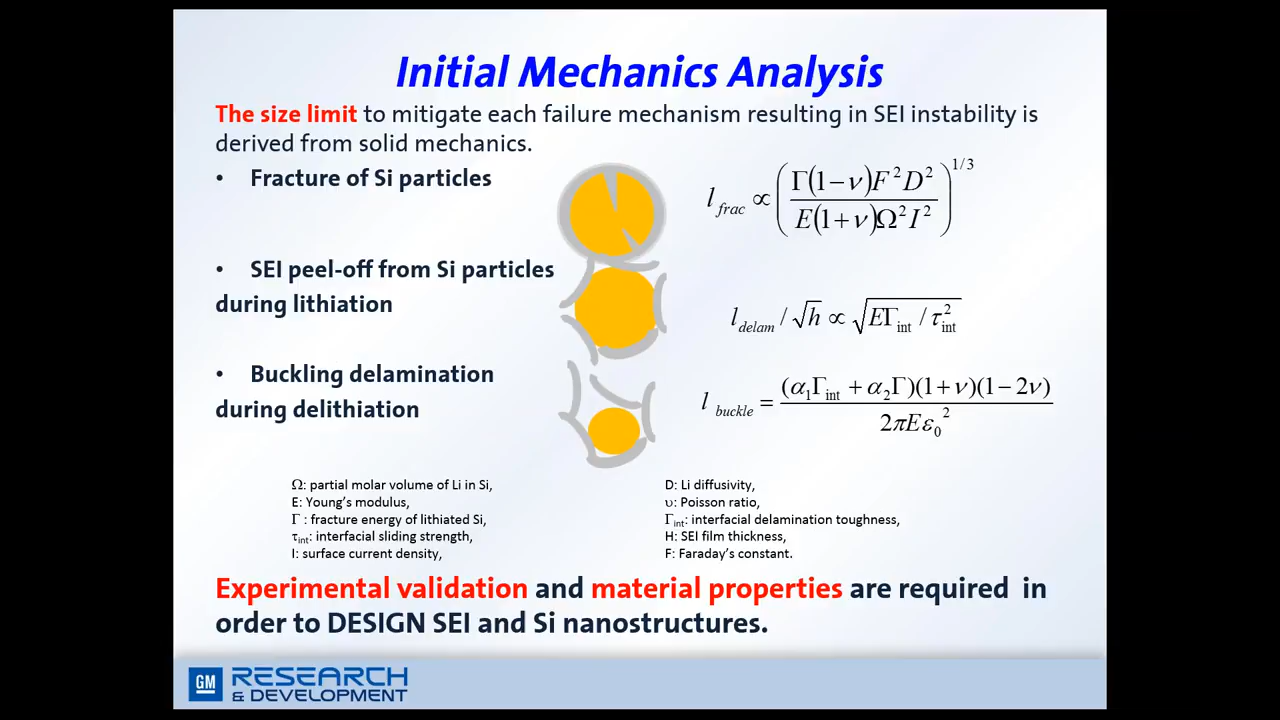 Initial Mechanics Analysis
The size limit to mitigate each failure mechanism resulting in SEI instability is
derived from solid mechanics.
• Fracture of Si particles
l_frac ∝ (Γ(1−ν)F²D² / E(1+ν)Ω²I²)^1/3
• SEI peel-off from Si particles
during lithiation
l_delam / √h ∝ √(EΓ_int / τ_int²)
• Buckling delamination
during delithiation
l_buckle = (α₁Γ_int + α₂Γ)(1+ν)(1−2ν) / 2πEε₀²
Ω: partial molar volume of Li in Si,
E: Young's modulus,
Γ : fracture energy of lithiated Si,
τint: interfacial sliding strength,
I: surface current density,
D: Li diffusivity,
υ: Poisson ratio,
Γint: interfacial delamination toughness,
H: SEI film thickness,
F: Faraday's constant.
Experimental validation and material properties are required in
order to DESIGN SEI and Si nanostructures.
GM RESEARCH
& DEVELOPMENT